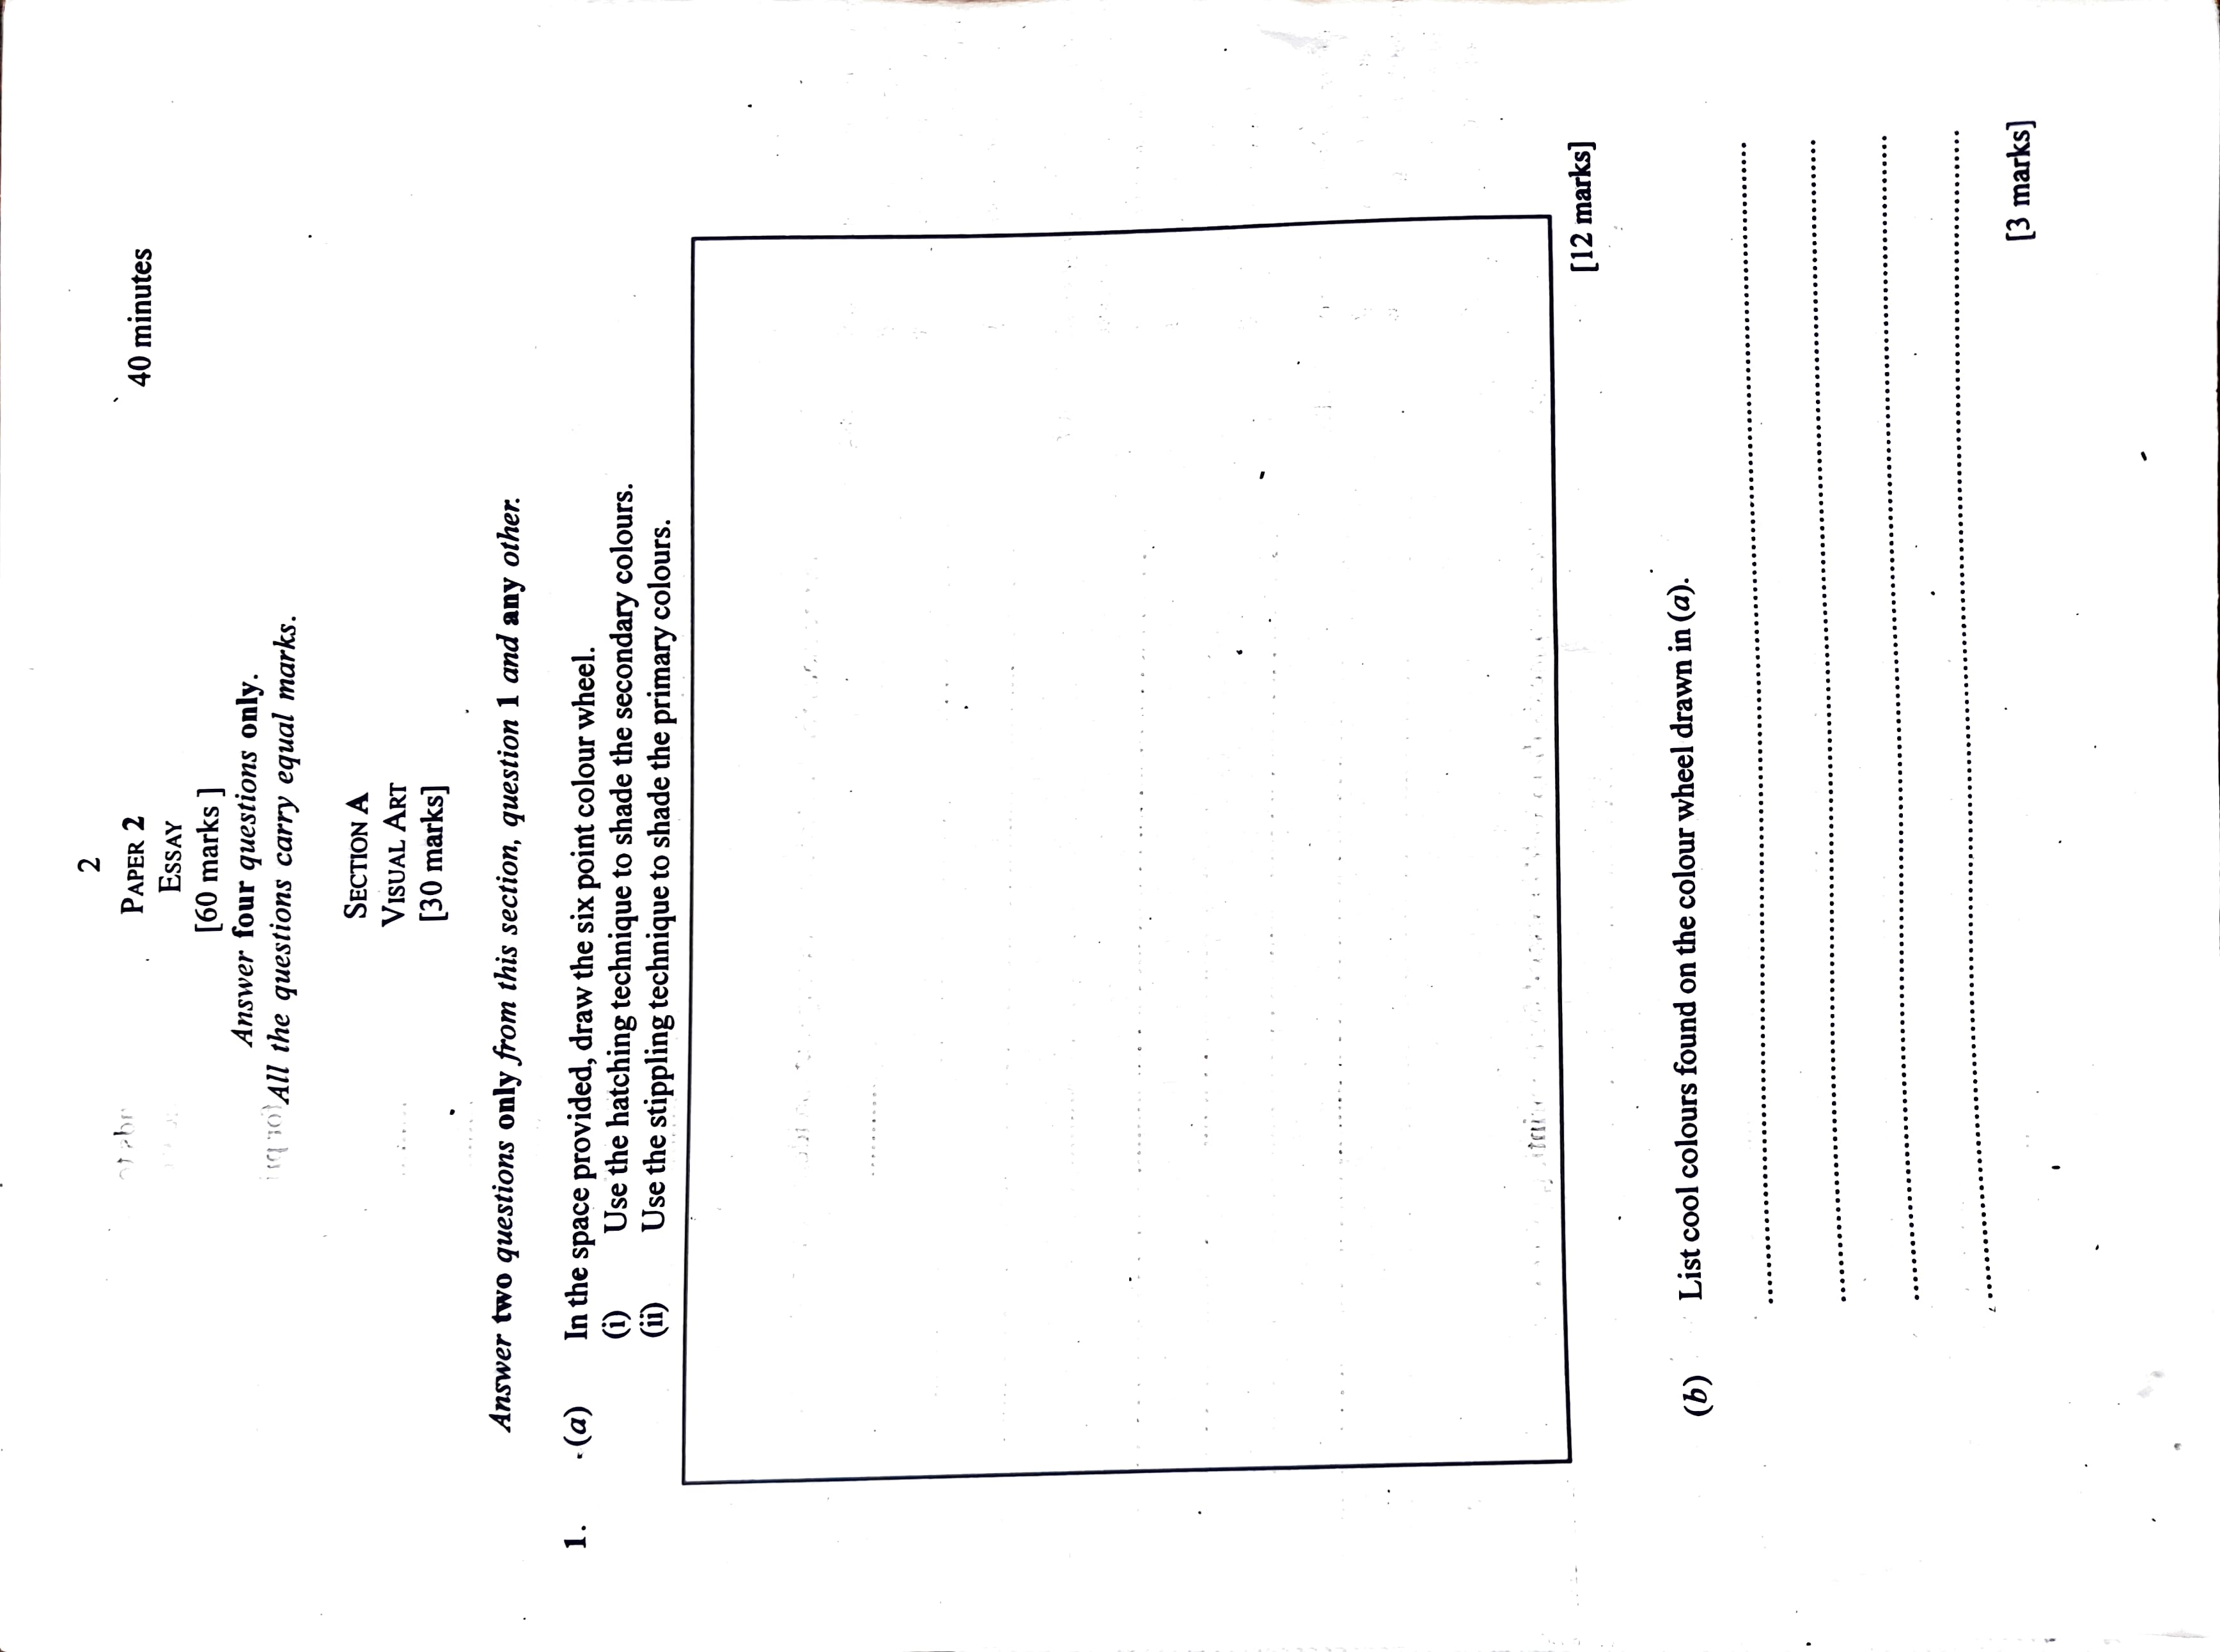 2
PAPER 2
40 minutes
ESSAY
[60 marks ]
Answer four questions only.
All the questions carry equal marks.
SECTION A
VISUAL ART
[30 marks]
Answer two questions only from this section, question 1 and any other.
1. (a) In the space provided, draw the six point colour wheel.
(i) Use the hatching technique to shade the secondary colours.
(ii) Use the stippling technique to shade the primary colours.
[12 marks]
(b) List cool colours found on the colour wheel drawn in (a).
[3 marks]